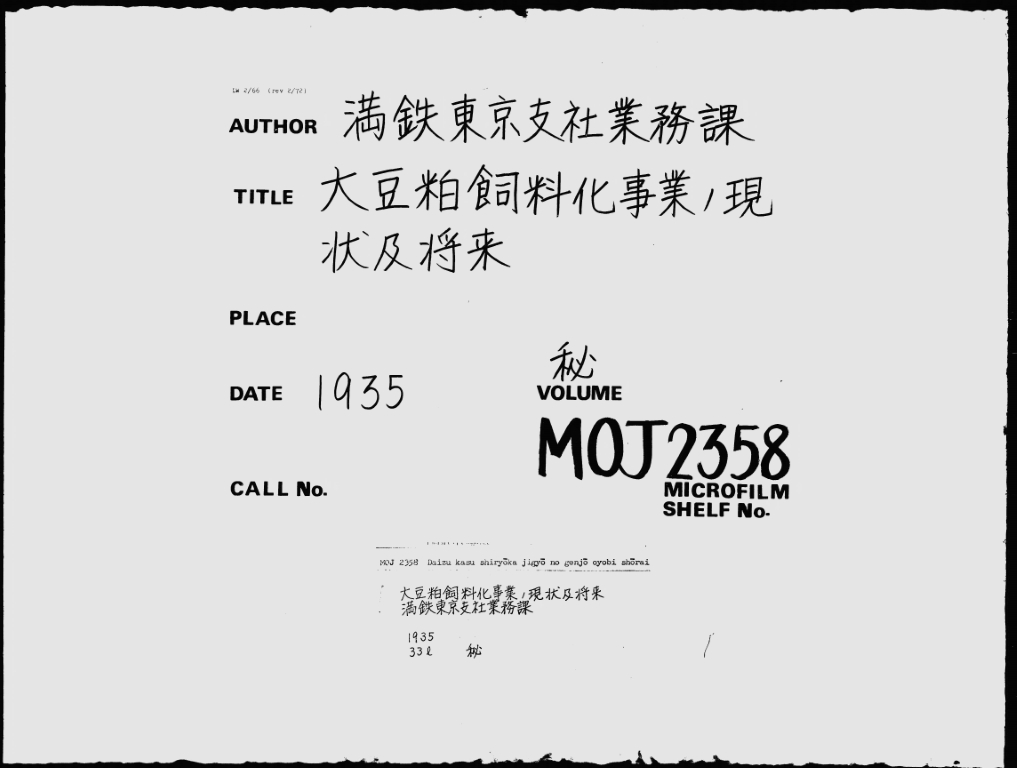 LW 2/66 (rev 2/72)
AUTHOR 満鉄東京支社業務課
TITLE 大豆粕飼料化事業ノ現
状及将来
PLACE
秘
DATE 1935 VOLUME
MOJ2358
CALL No. MICROFILM
SHELF No.
MOJ 2358 Daizu kasu shiryōka jigyō no genjō oyobi shōrai
大豆粕飼料化事業ノ現状及将来
満鉄東京支社業務課
1935
33ℓ 秘